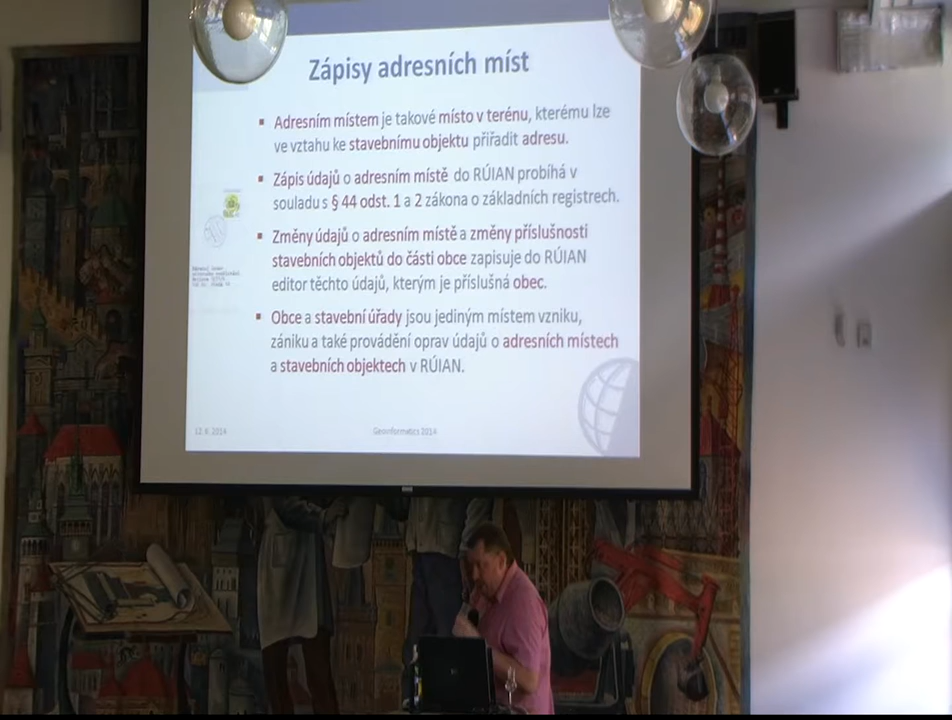 Zápisy adresních míst
▪ Adresním místem je takové místo v terénu, kterému lze
ve vztahu ke stavebnímu objektu přiřadit adresu.
▪ Zápis údajů o adresním místě do RÚIAN probíhá v
souladu s § 44 odst. 1 a 2 zákona o základních registrech.
▪ Změny údajů o adresním místě a změny příslušnosti
stavebních objektů do části obce zapisuje do RÚIAN
editor těchto údajů, kterým je příslušná obec.
▪ Obce a stavební úřady jsou jediným místem vzniku,
zániku a také provádění oprav údajů o adresních místech
a stavebních objektech v RÚIAN.
12. 6. 2014
Geoinformatics 2014